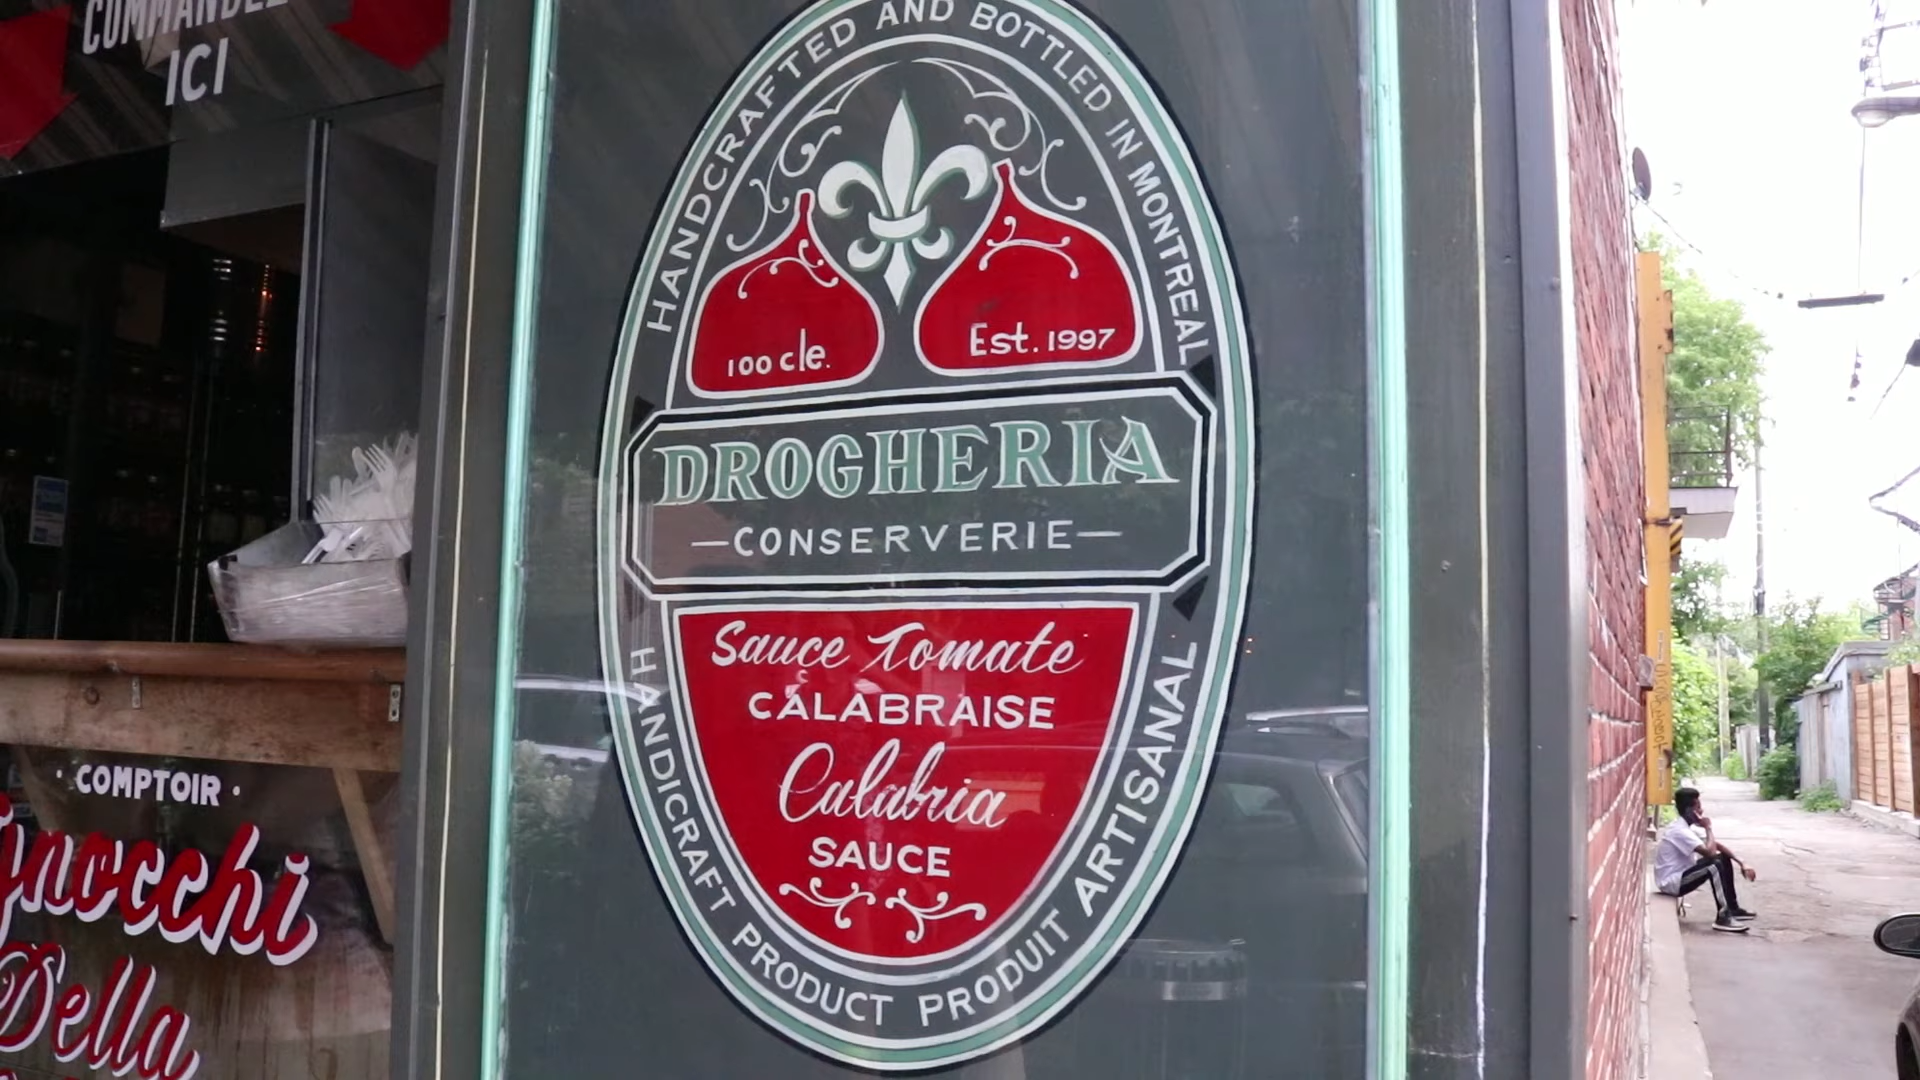 COMMANDEZ
ICI
HANDCRAFTED AND BOTTLED IN MONTREAL
100 cle.
Est. 1997
DROGHERIA
—CONSERVERIE—
Sauce Tomate
CALABRAISE
Calabria
SAUCE
HANDICRAFT PRODUCT PRODUIT ARTISANAL
· COMPTOIR ·
Gnocchi
Della